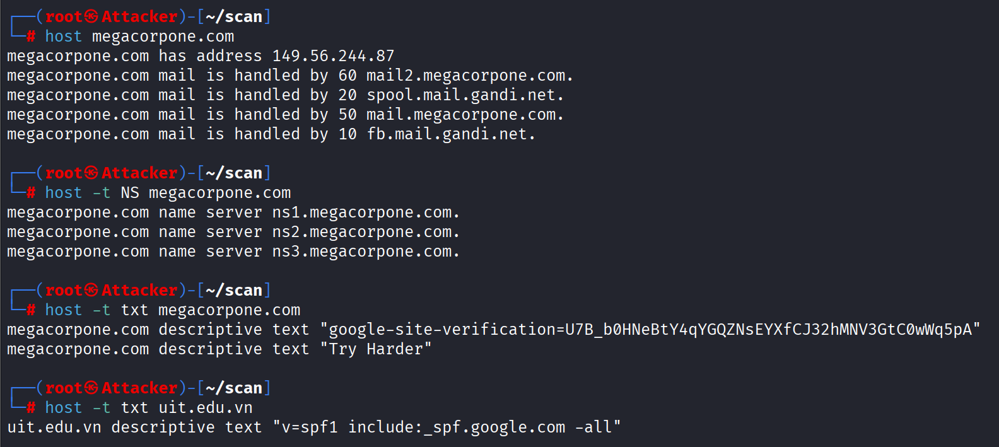 ┌──(root㉿Attacker)-[~/scan]
└─# host megacorpone.com
megacorpone.com has address 149.56.244.87
megacorpone.com mail is handled by 60 mail2.megacorpone.com.
megacorpone.com mail is handled by 20 spool.mail.gandi.net.
megacorpone.com mail is handled by 50 mail.megacorpone.com.
megacorpone.com mail is handled by 10 fb.mail.gandi.net.
┌──(root㉿Attacker)-[~/scan]
└─# host -t NS megacorpone.com
megacorpone.com name server ns1.megacorpone.com.
megacorpone.com name server ns2.megacorpone.com.
megacorpone.com name server ns3.megacorpone.com.
┌──(root㉿Attacker)-[~/scan]
└─# host -t txt megacorpone.com
megacorpone.com descriptive text "google-site-verification=U7B_b0HNeBtY4qYGQZNsEYXfCJ32hMNV3GtC0wWq5pA"
megacorpone.com descriptive text "Try Harder"
┌──(root㉿Attacker)-[~/scan]
└─# host -t txt uit.edu.vn
uit.edu.vn descriptive text "v=spf1 include:_spf.google.com -all"